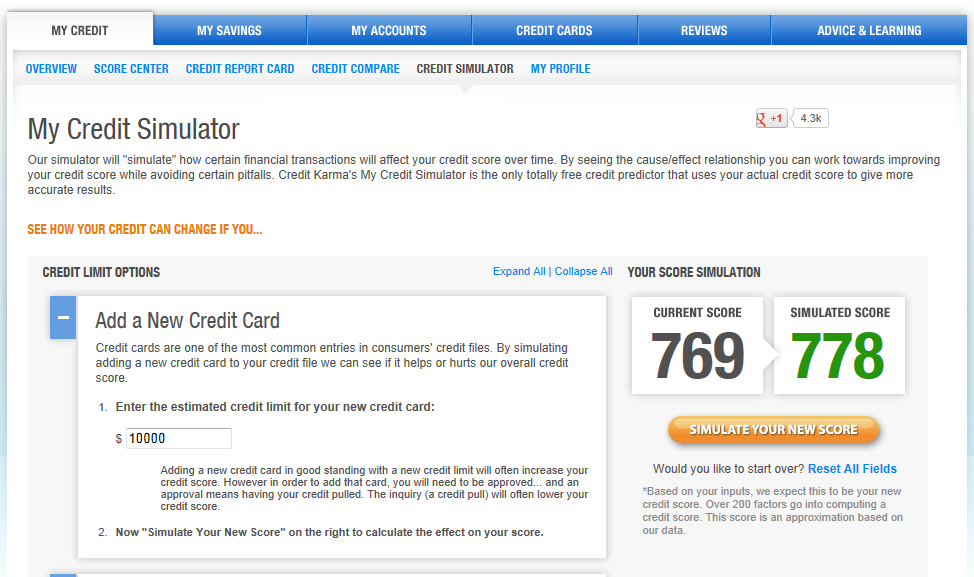 MY CREDIT MY SAVINGS MY ACCOUNTS CREDIT CARDS REVIEWS ADVICE & LEARNING
OVERVIEW SCORE CENTER CREDIT REPORT CARD CREDIT COMPARE CREDIT SIMULATOR MY PROFILE
My Credit Simulator
g +1 4.3k
Our simulator will "simulate" how certain financial transactions will affect your credit score over time. By seeing the cause/effect relationship you can work towards improving
your credit score while avoiding certain pitfalls. Credit Karma's My Credit Simulator is the only totally free credit predictor that uses your actual credit score to give more
accurate results.
SEE HOW YOUR CREDIT CAN CHANGE IF YOU...
CREDIT LIMIT OPTIONS
Expand All | Collapse All
Add a New Credit Card
Credit cards are one of the most common entries in consumers' credit files. By simulating
adding a new credit card to your credit file we can see if it helps or hurts our overall credit
score.
1. Enter the estimated credit limit for your new credit card:
$ 10000
Adding a new credit card in good standing with a new credit limit will often increase your
credit score. However in order to add that card, you will need to be approved... and an
approval means having your credit pulled. The inquiry (a credit pull) will often lower your
credit score.
2. Now "Simulate Your New Score" on the right to calculate the effect on your score.
YOUR SCORE SIMULATION
CURRENT SCORE
769
SIMULATED SCORE
778
SIMULATE YOUR NEW SCORE
Would you like to start over? Reset All Fields
*Based on your inputs, we expect this to be your new
credit score. Over 200 factors go into computing a
credit score. This score is an approximation based on
our data.